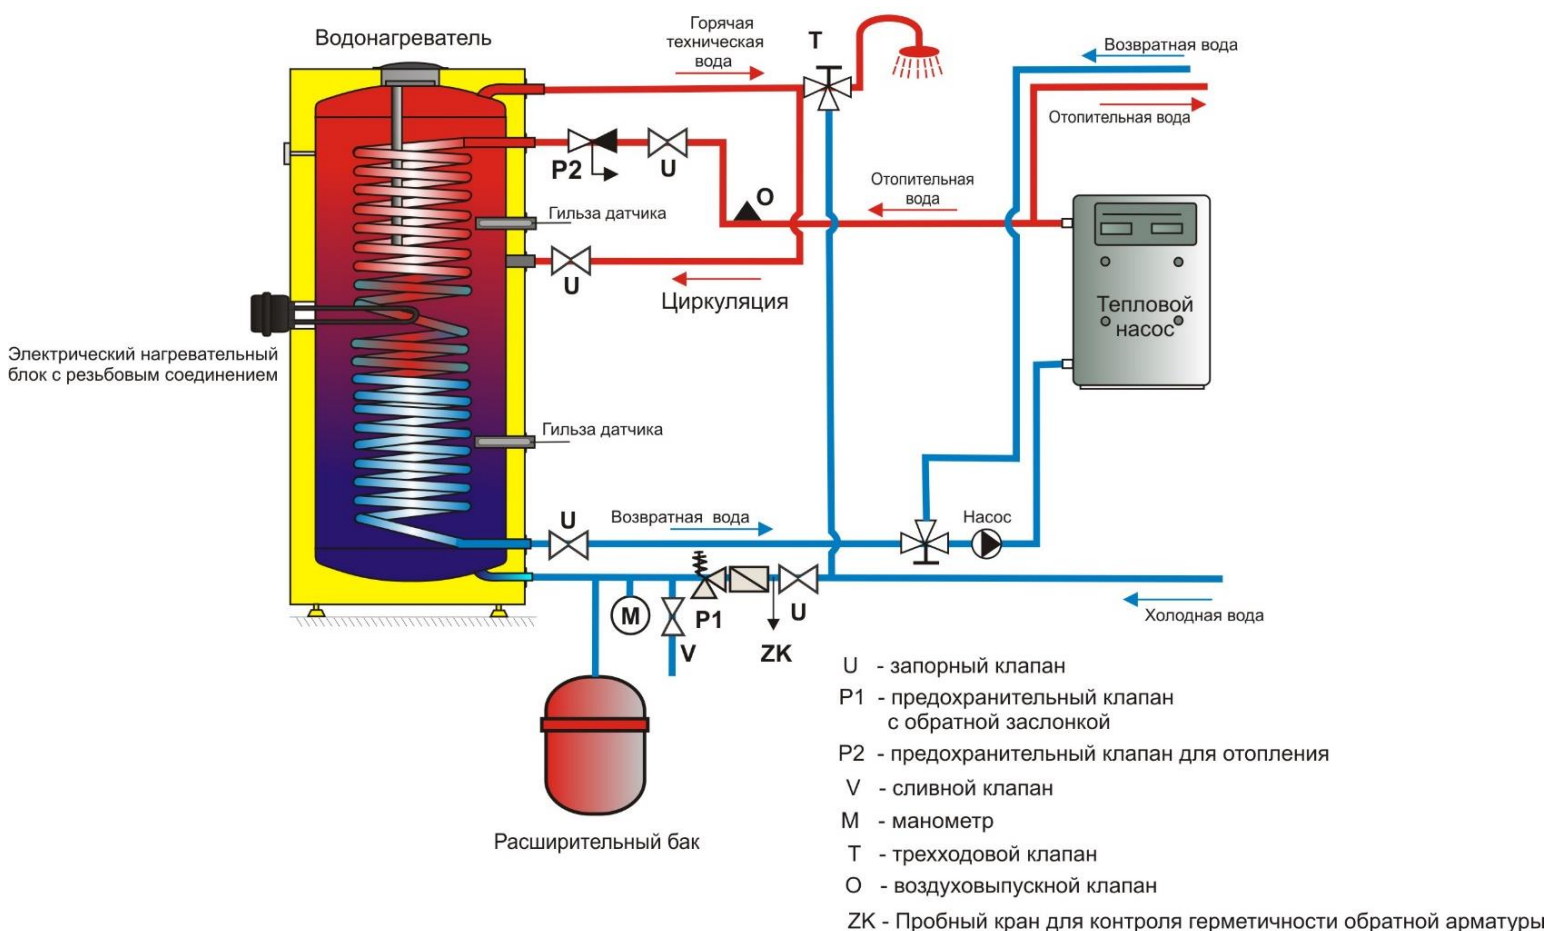 Водонагреватель
Горячая
техническая
вода
T
Возвратная вода
Отопительная вода
P2
U
O
Отопительная
вода
Гильза датчика
U
Циркуляция
Тепловой
насос
Электрический нагревательный
блок с резьбовым соединением
Гильза датчика
U
Возвратная вода
Насос
M
V
P1
ZK
U
Холодная вода
Расширительный бак
U - запорный клапан
P1 - предохранительный клапан
с обратной заслонкой
P2 - предохранительный клапан для отопления
V - сливной клапан
M - манометр
T - трехходовой клапан
O - воздуховыпускной клапан
ZK - Пробный кран для контроля герметичности обратной арматуры